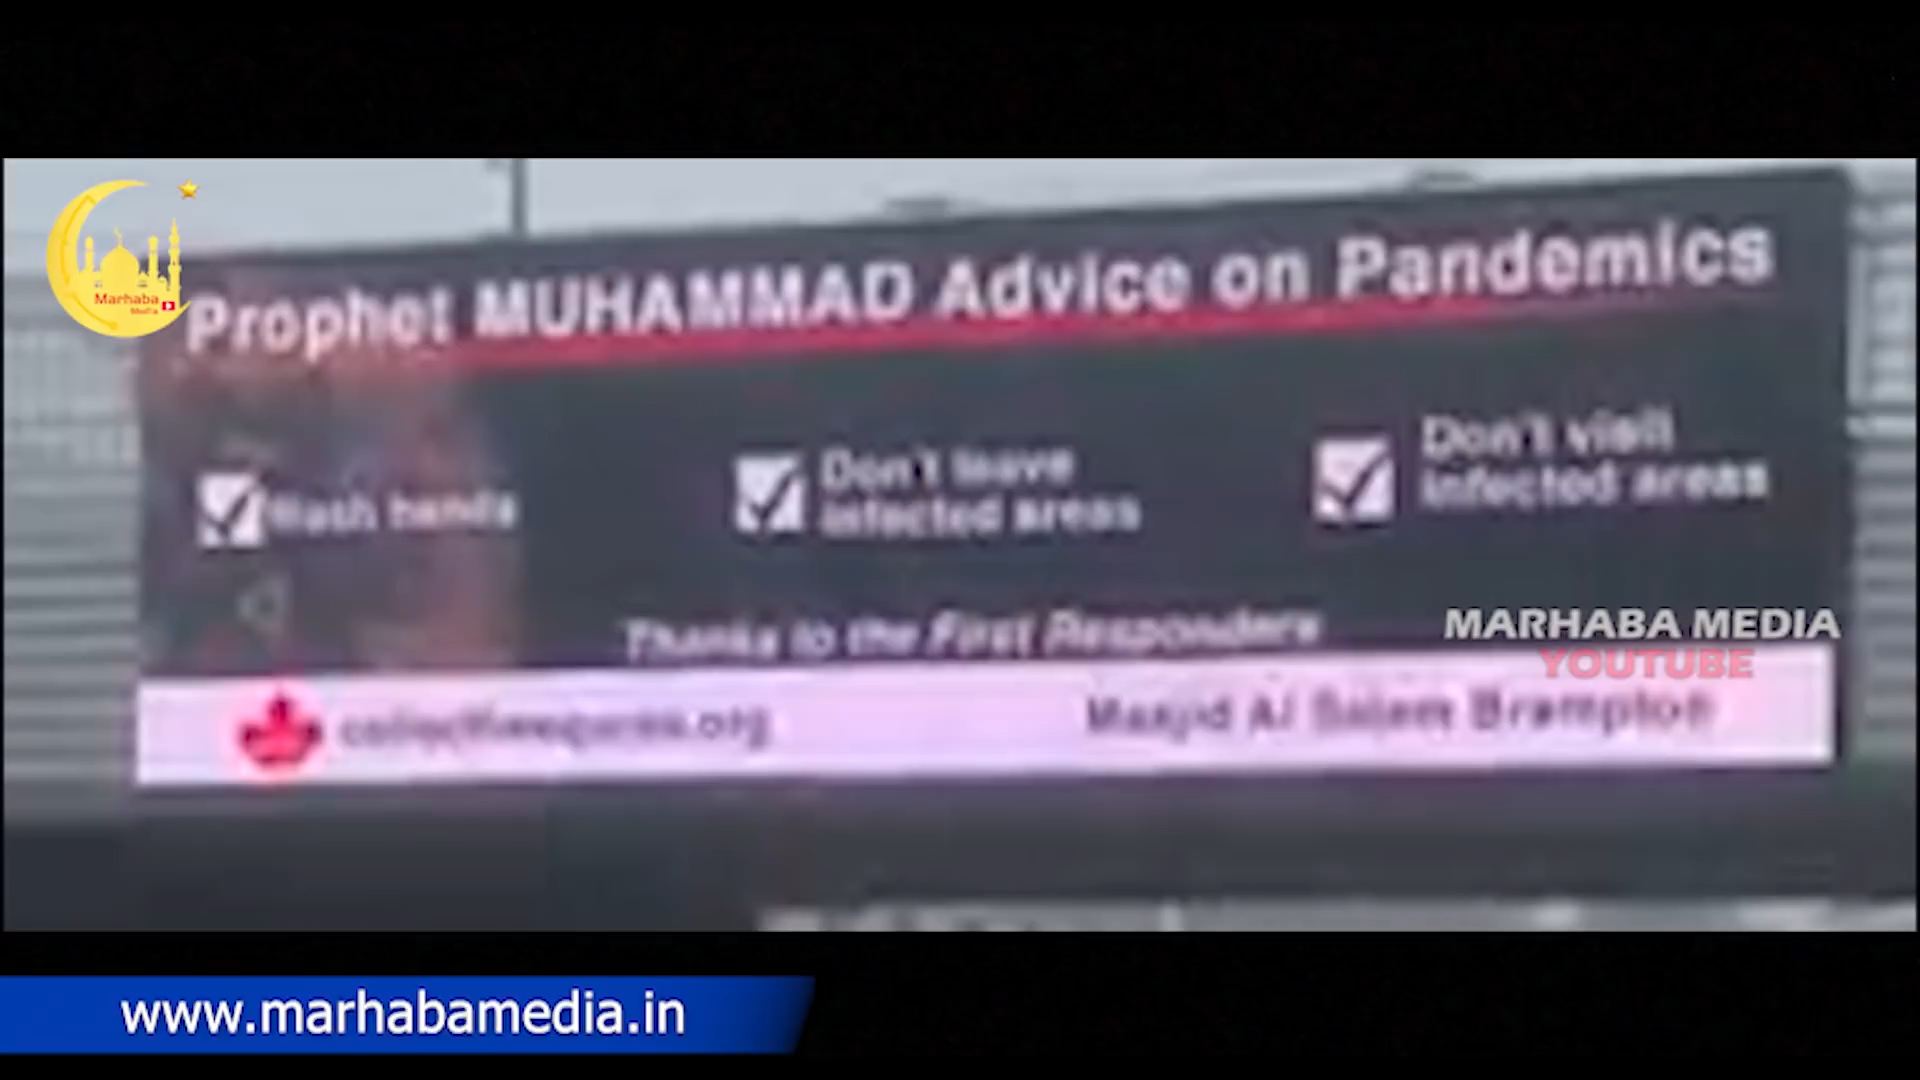 Marhaba
Media
Prophet MUHAMMAD Advice on Pandemics
Wash hands
Don't leave
infected areas
Don't visit
infected areas
Thanks to the First Responders
MARHABA MEDIA
YOUTUBE
Masjid Al Salem Brampton
www.marhabamedia.in